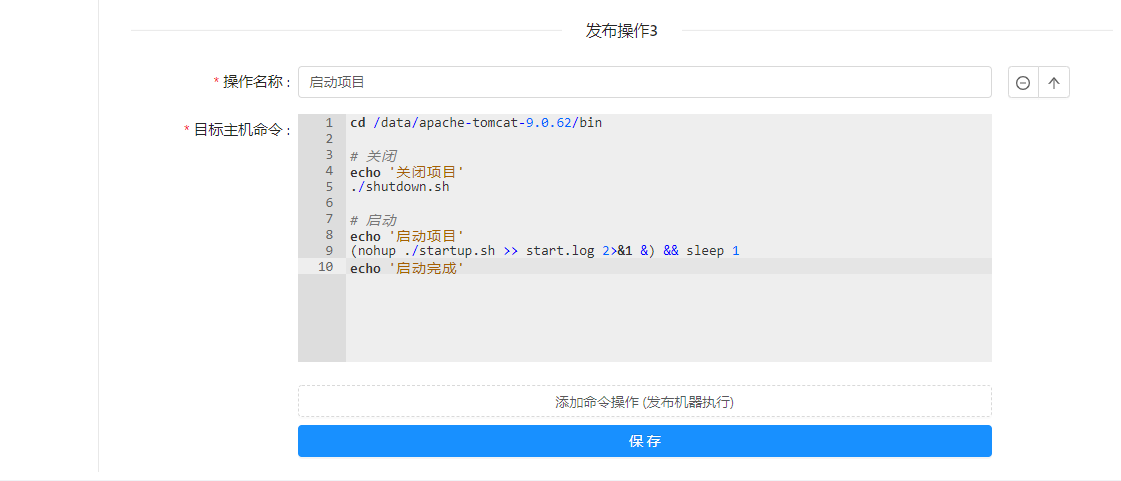 发布操作3
* 操作名称 :
启动项目
* 目标主机命令 :
1 cd /data/apache-tomcat-9.0.62/bin
2
3 # 关闭
4 echo '关闭项目'
5 ./shutdown.sh
6
7 # 启动
8 echo '启动项目'
9 (nohup ./startup.sh >> start.log 2>&1 &) && sleep 1
10 echo '启动完成'
添加命令操作 (发布机器执行)
保 存